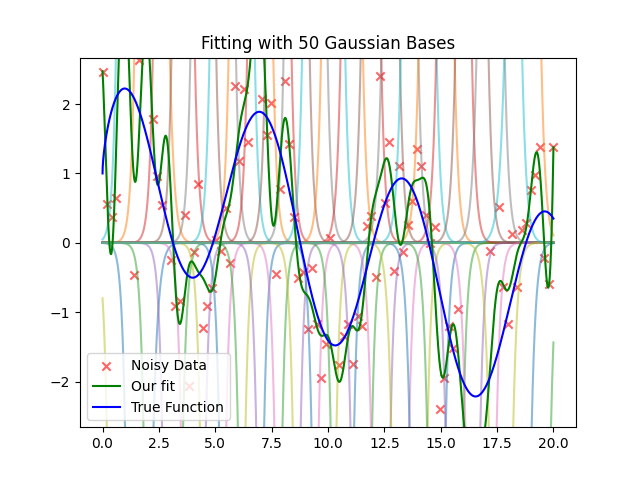 Fitting with 50 Gaussian Bases
2
1
0
−1
−2
Noisy Data
Our fit
True Function
0.0 2.5 5.0 7.5 10.0 12.5 15.0 17.5 20.0